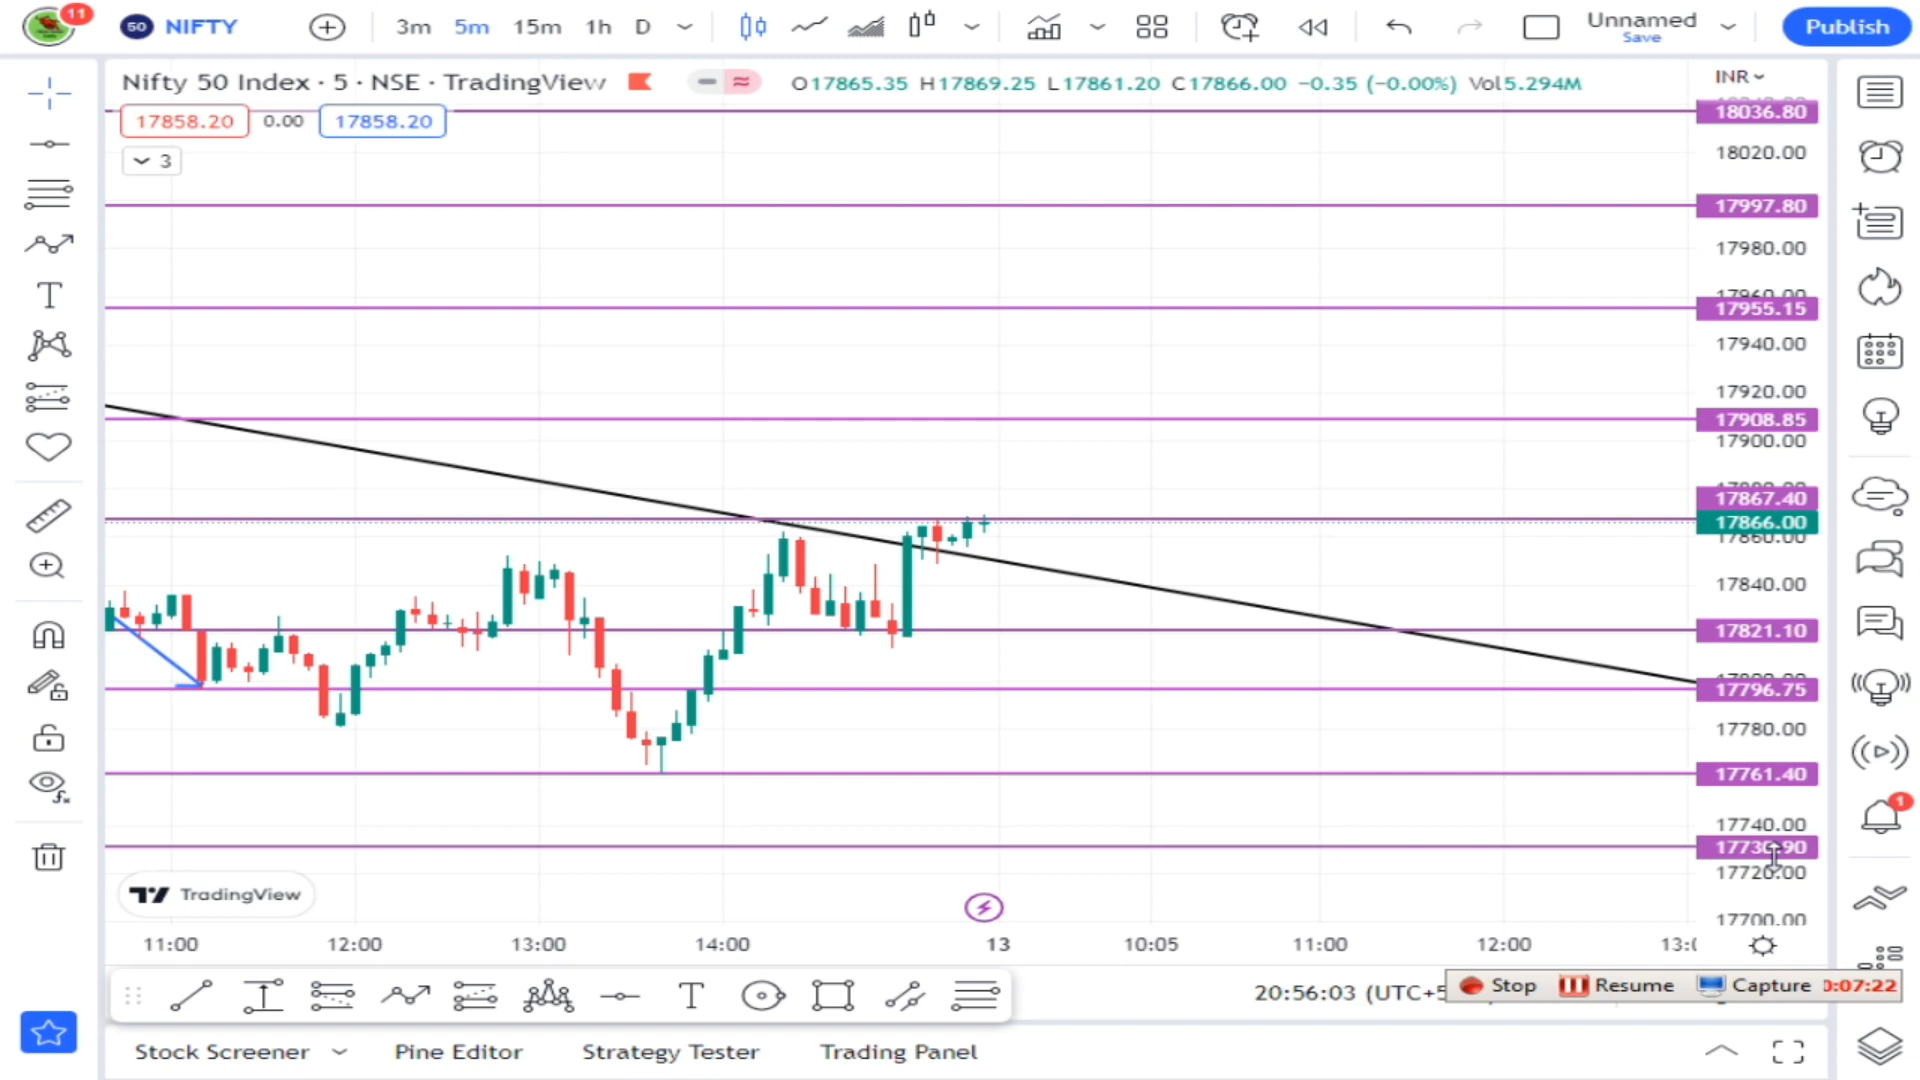 11
50 NIFTY 3m 5m 15m 1h D Unnamed Publish
Save
Nifty 50 Index · 5 · NSE · TradingView O17865.35 H17869.25 L17861.20 C17866.00 −0.35 (−0.00%) Vol5.294M INR
17858.20 0.00 17858.20
3
18036.80
18020.00
17997.80
17980.00
17955.15
17940.00
17920.00
17908.85
17900.00
17867.40
17866.00
17860.00
17840.00
17821.10
17796.75
17780.00
17761.40
1
17740.00
17720.00
17700.00
TradingView
11:00 12:00 13:00 14:00 13 10:05 11:00 12:00
20:56:03 (UTC+5 Stop Resume Capture 0:07:22
Stock Screener Pine Editor Strategy Tester Trading Panel